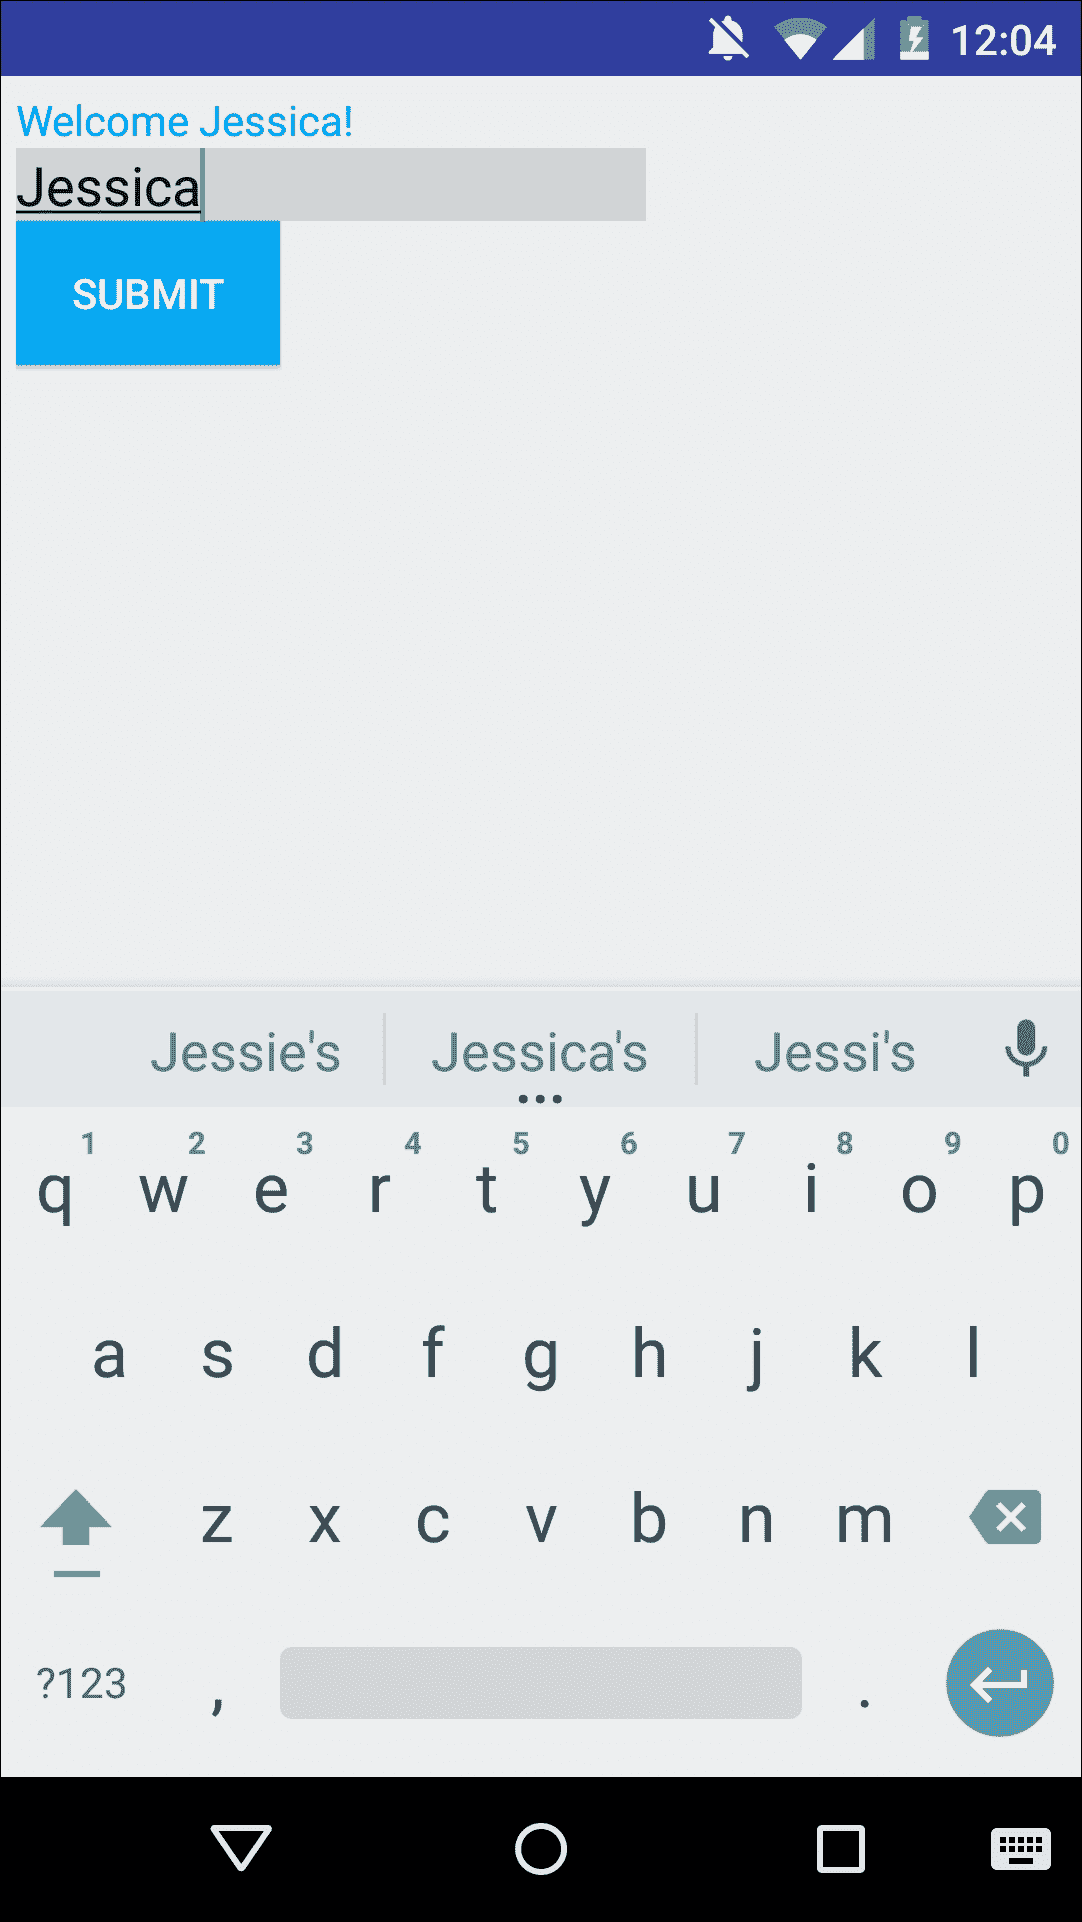 12:04
Welcome Jessica!
Jessica
SUBMIT
Jessie's Jessica's Jessi's
1 2 3 4 5 6 7 8 9 0
q w e r t y u i o p
a s d f g h j k l
z x c v b n m
?123 , .